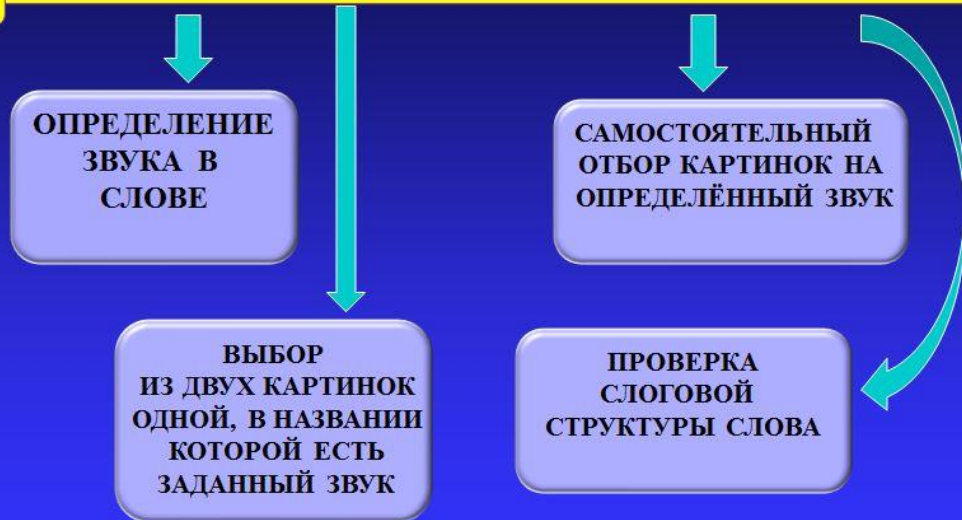 ОПРЕДЕЛЕНИЕ
ЗВУКА В
СЛОВЕ
САМОСТОЯТЕЛЬНЫЙ
ОТБОР КАРТИНОК НА
ОПРЕДЕЛЁННЫЙ ЗВУК
ВЫБОР
ИЗ ДВУХ КАРТИНОК
ОДНОЙ, В НАЗВАНИИ
КОТОРОЙ ЕСТЬ
ЗАДАННЫЙ ЗВУК
ПРОВЕРКА
СЛОГОВОЙ
СТРУКТУРЫ СЛОВА